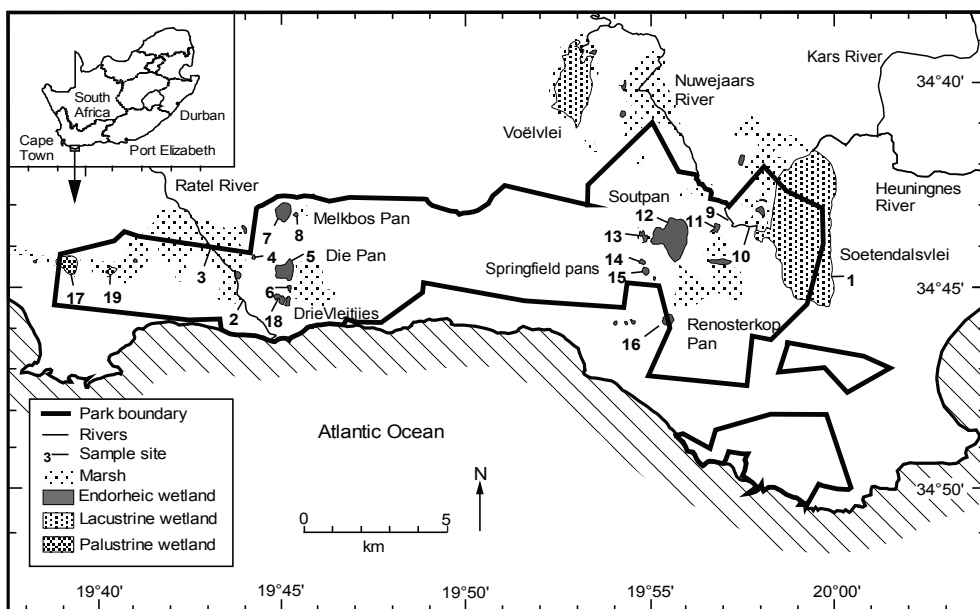 South
Africa
Durban
Cape
Town
Port Elizabeth
Kars River
34°40'
Nuwejaars
River
Voëlvlei
Ratel River
Heuningnes
River
Soutpan
Melkbos Pan
12
9
11
7
8
13
10
3
4
5
Die Pan
14
Springfield pans
15
Soetendalsvlei
1
17
19
6
34°45'
2
18
DrieVleitjies
16
Renosterkop
Pan
Park boundary
Rivers
3 Sample site
Marsh
Endorheic wetland
Lacustrine wetland
Palustrine wetland
Atlantic Ocean
N
0 5
km
34°50'
19°40' 19°45' 19°50' 19°55' 20°00'